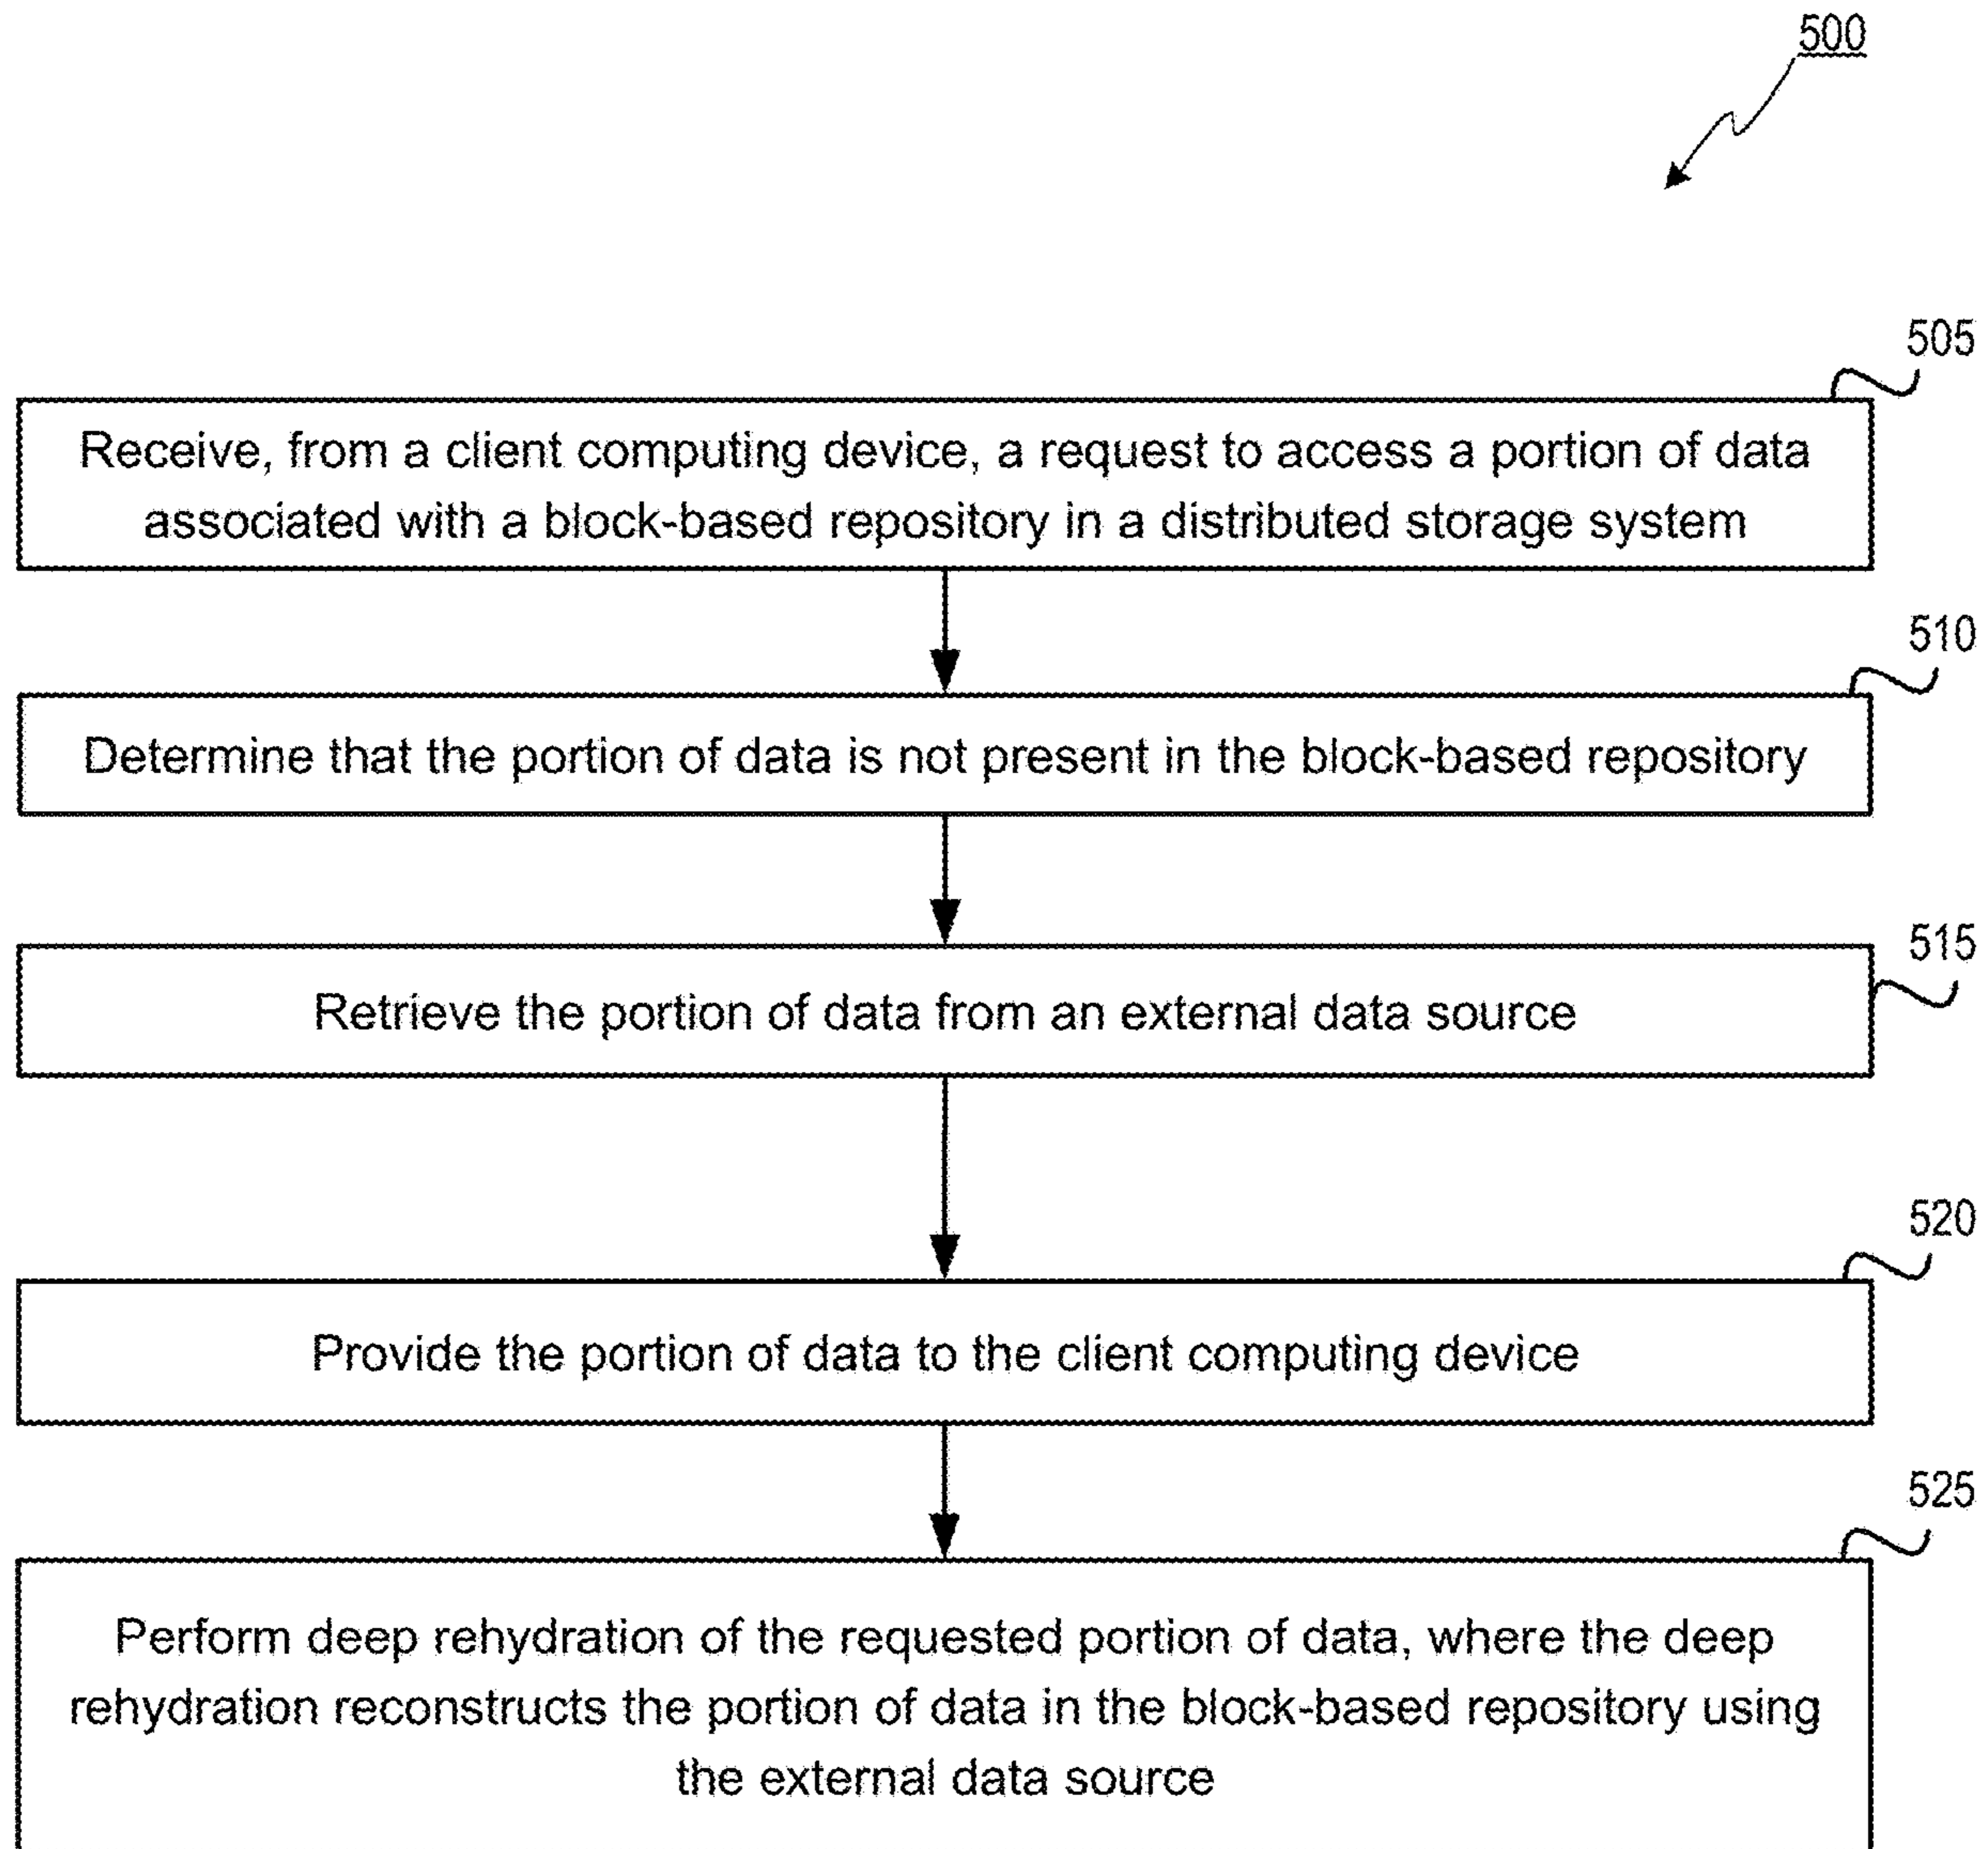 500
505
Receive, from a client computing device, a request to access a portion of data
associated with a block-based repository in a distributed storage system
510
Determine that the portion of data is not present in the block-based repository
515
Retrieve the portion of data from an external data source
520
Provide the portion of data to the client computing device
525
Perform deep rehydration of the requested portion of data, where the deep
rehydration reconstructs the portion of data in the block-based repository using
the external data source